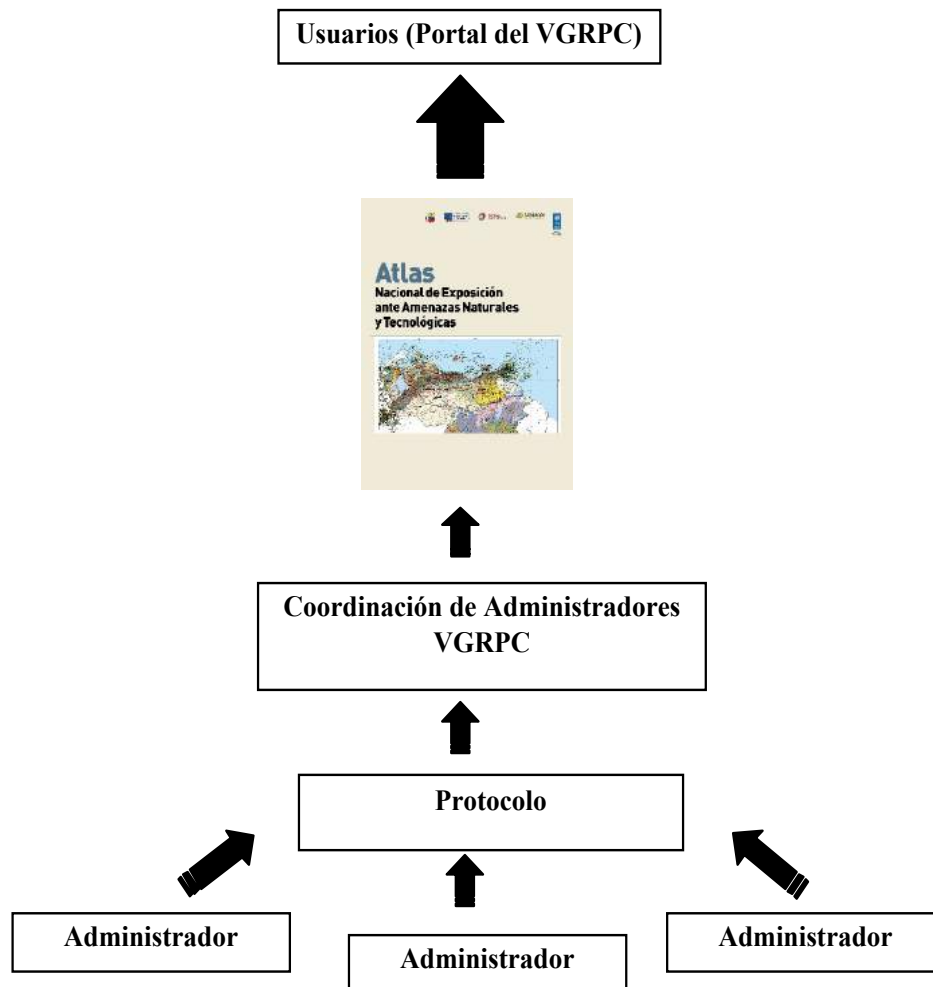 Usuarios (Portal del VGRPC)
Atlas
Nacional de Exposición
ante Amenazas Naturales
y Tecnológicas
Coordinación de Administradores
VGRPC
Protocolo
Administrador
Administrador
Administrador